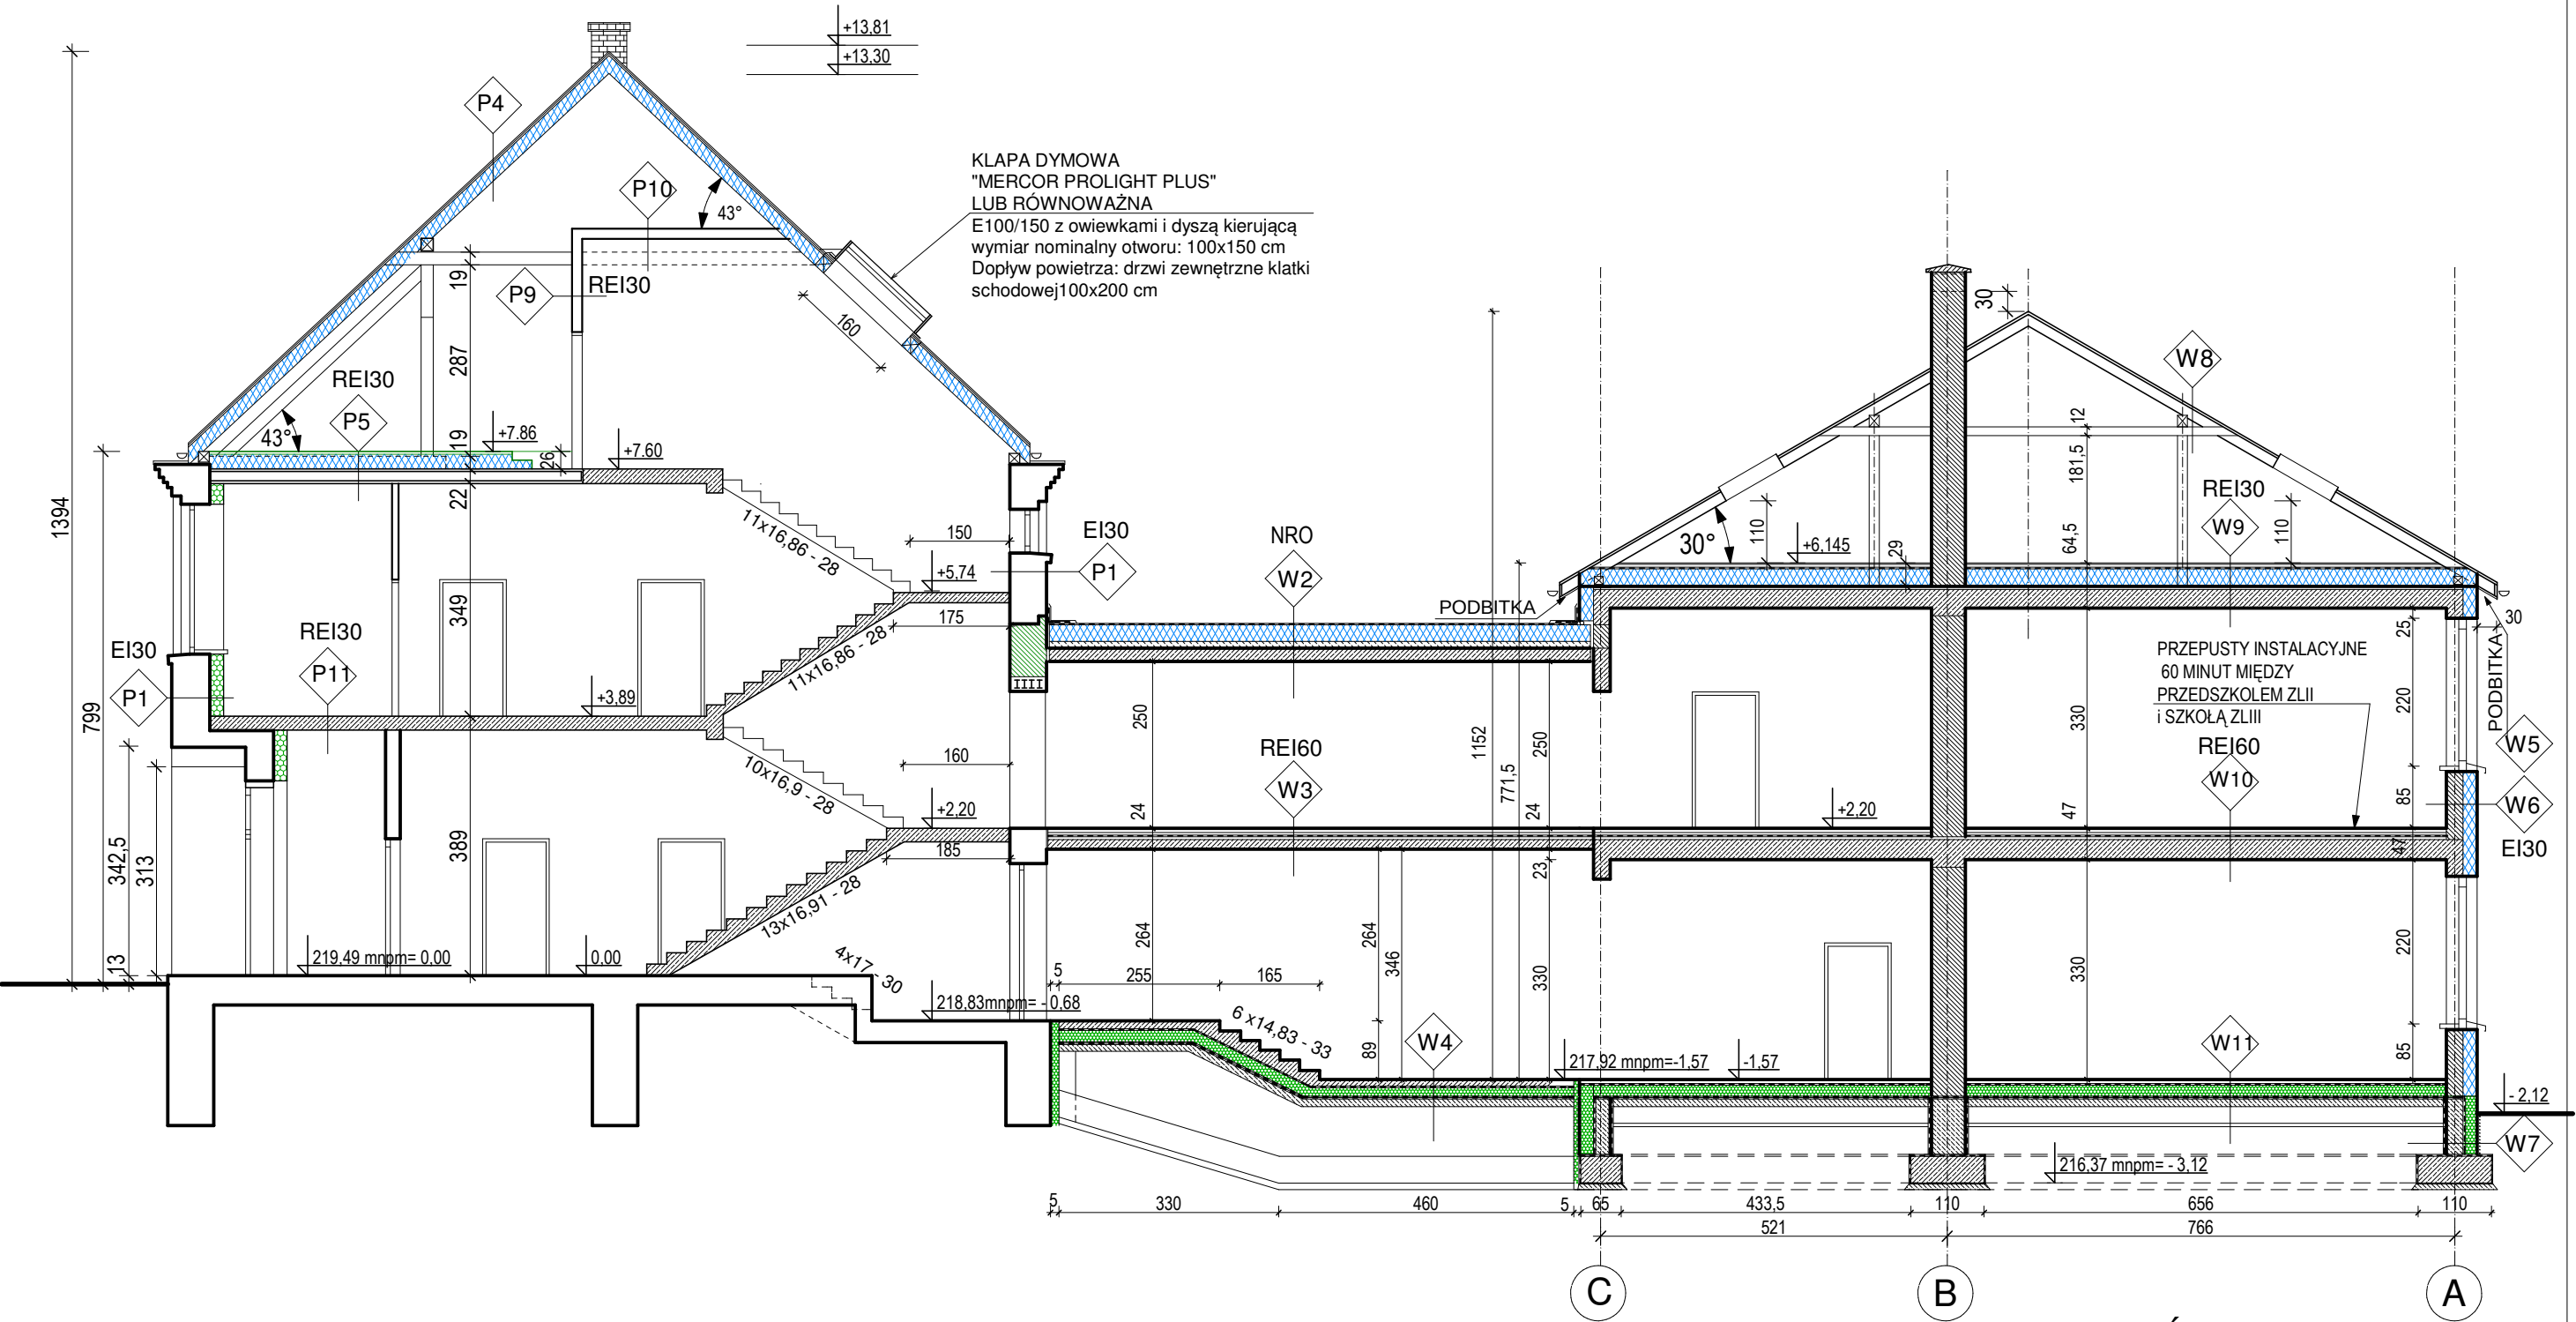 +13,81
+13,30
P4
P10
43°
KLAPA DYMOWA
"MERCOR PROLIGHT PLUS"
LUB RÓWNOWAŻNA
E100/150 z owiewkami i dyszą kierującą
wymiar nominalny otworu: 100x150 cm
Dopływ powietrza: drzwi zewnętrzne klatki
schodowej100x200 cm
19
P9
REI30
160
287
REI30
P5
43°
19
+7.86
26
+7.60
22
1394
799
11x16,86 - 28
150
EI30
P1
+5,74
175
349
11x16,86 - 28
REI30
P11
EI30
P1
+3,89
10x16,9 - 28
160
+2,20
185
389
13x16,91 - 28
342,5
313
13
219,49 mnpm= 0,00
0,00
4x17 - 30
218,83mnpm= - 0,68
NRO
W2
PODBITKA
250
REI60
W3
24
1152
771,5
250
24
23
264
264
346
330
5
255
165
6 x14,83 - 33
89
W4
217,92 mnpm=-1,57
-1,57
30
W8
12
181,5
REI30
W9
110
110
30°
+6,145
29
64,5
30
25
PODBITKA
PRZEPUSTY INSTALACYJNE
60 MINUT MIĘDZY
PRZEDSZKOLEM ZLII
i SZKOŁĄ ZLIII
REI60
W10
330
220
W5
85
W6
47
+2,20
47
EI30
330
220
W11
85
- 2,12
W7
216,37 mnpm= - 3,12
5
330
460
5
65
433,5
110
656
110
521
766
C
B
A